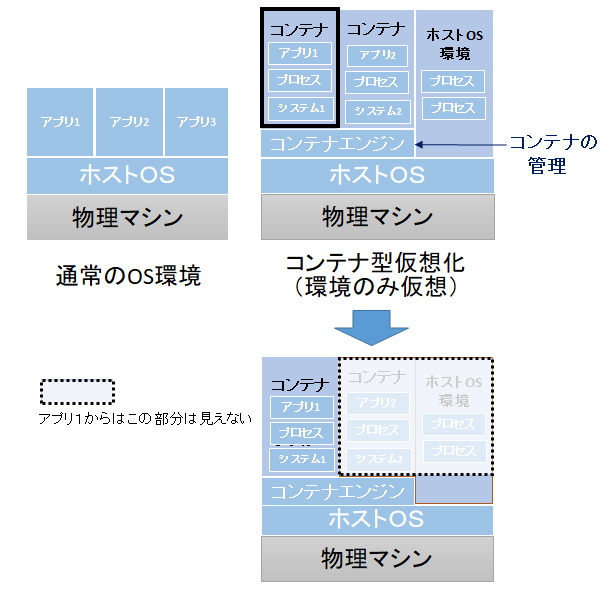 アプリ1
アプリ2
アプリ3
ホストOS
物理マシン
通常のOS環境
コンテナ
アプリ1
プロセス
システム1
コンテナ
アプリ2
プロセス
システム2
ホストOS
環境
プロセス
プロセス
コンテナエンジン
コンテナの
管理
ホストOS
物理マシン
コンテナ型仮想化
(環境のみ仮想)
アプリ1からはこの部分は見えない
コンテナ
アプリ1
プロセス
システム1
コンテナ
アプリ2
プロセス
システム2
ホストOS
環境
プロセス
プロセス
コンテナエンジン
ホストOS
物理マシン